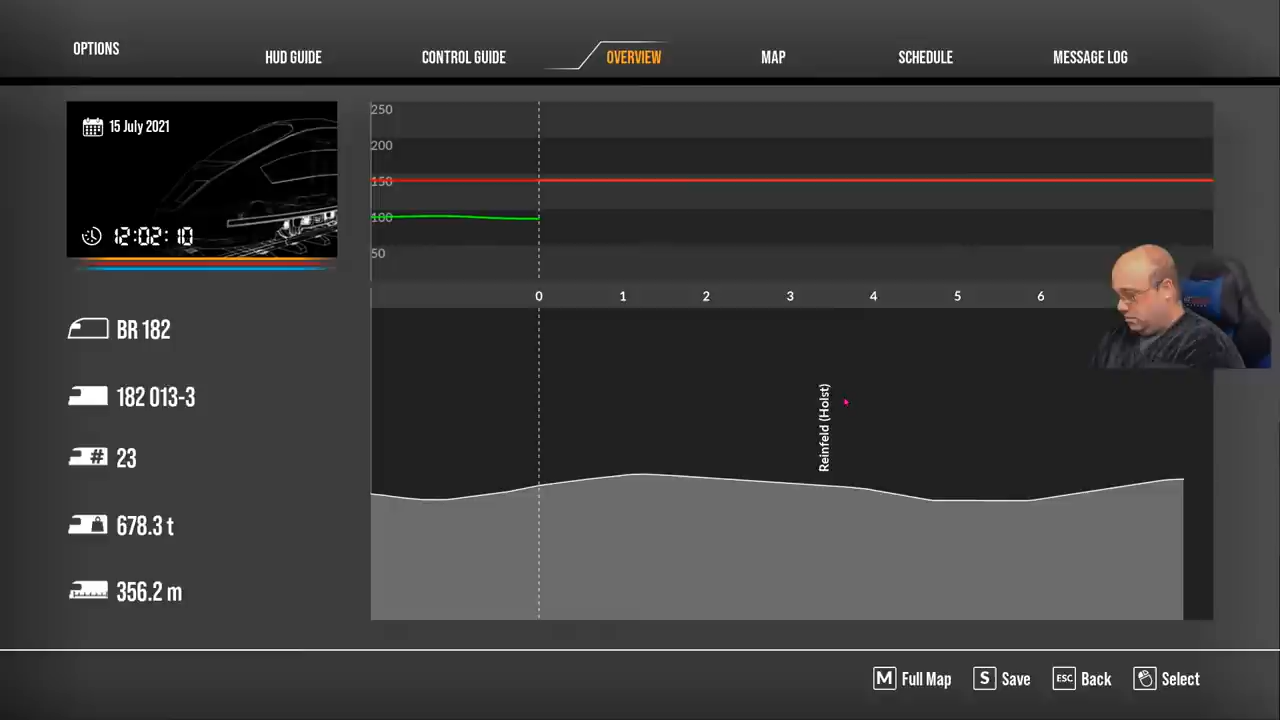 OPTIONS
HUD GUIDE
CONTROL GUIDE
OVERVIEW
MAP
SCHEDULE
MESSAGE LOG
15 July 2021
12:02:10
BR 182
182 013-3
#
23
678.3 t
356.2 m
250
200
150
100
50
0 1 2 3 4 5 6
Reinfeld (Holst)
M Full Map
S Save
ESC Back
Select